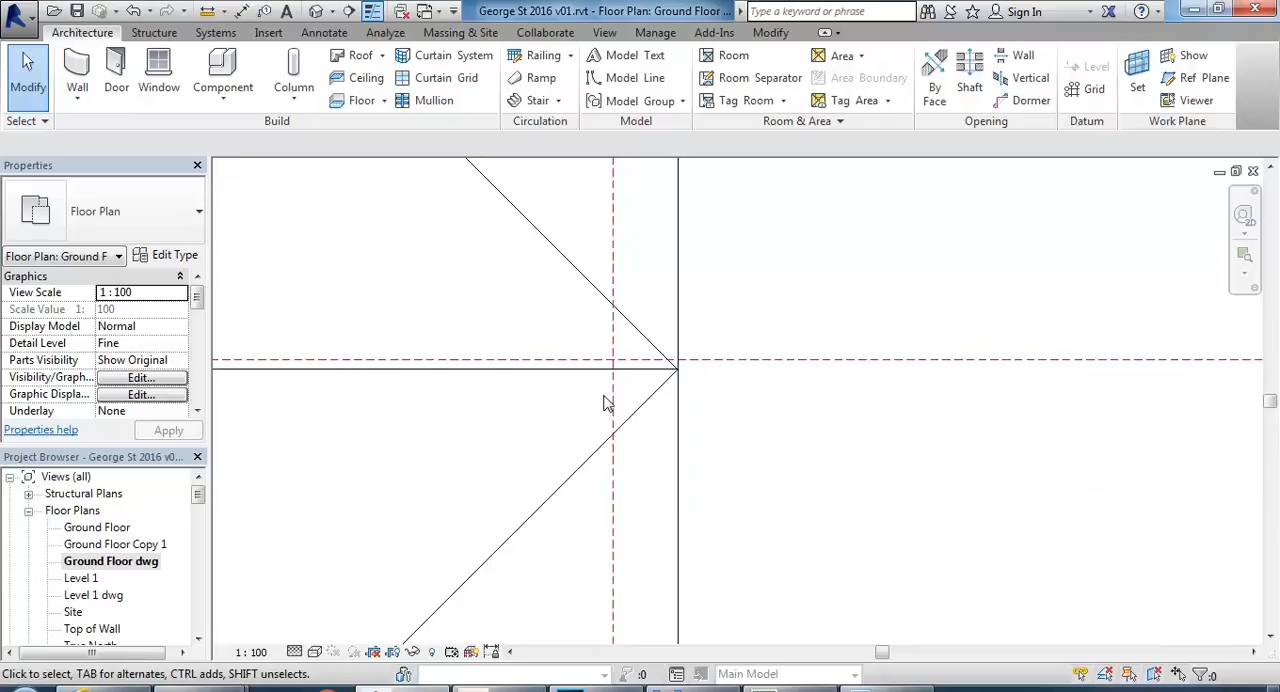 George St 2016 v01.rvt - Floor Plan: Ground Floor ...
Type a keyword or phrase
Sign In
Architecture Structure Systems Insert Annotate Analyze Massing & Site Collaborate View Manage Add-Ins Modify
Modify
Wall
Door
Window
Component
Column
Roof
Ceiling
Floor
Curtain System
Curtain Grid
Mullion
Railing
Ramp
Stair
Model Text
Model Line
Model Group
Room
Room Separator
Tag Room
Area
Area Boundary
Tag Area
By
Face
Shaft
Wall
Vertical
Dormer
Level
Grid
Set
Show
Ref Plane
Viewer
Select Build Circulation Model Room & Area Opening Datum Work Plane
Properties
Floor Plan
Floor Plan: Ground F
Edit Type
Graphics
View Scale 1 : 100
Scale Value 1: 100
Display Model Normal
Detail Level Fine
Parts Visibility Show Original
Visibility/Graph... Edit...
Graphic Displa... Edit...
Underlay None
Properties help
Apply
Project Browser - George St 2016 v0...
Views (all)
Structural Plans
Floor Plans
Ground Floor
Ground Floor Copy 1
Ground Floor dwg
Level 1
Level 1 dwg
Site
Top of Wall
True North
2D
1 : 100
Click to select, TAB for alternates, CTRL adds, SHIFT unselects.
:0
Main Model
:0